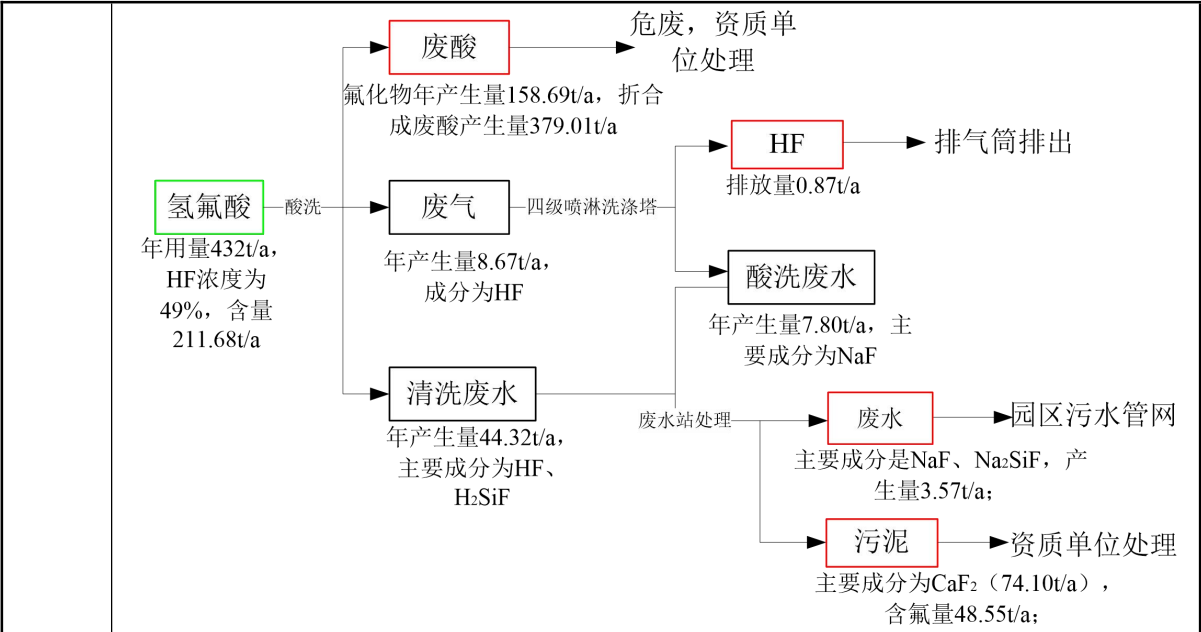 废酸
危废，资质单
位处理
氟化物年产生量158.69t/a，折合
成废酸产生量379.01t/a
HF
排气筒排出
排放量0.87t/a
氢氟酸
酸洗
废气
四级喷淋洗涤塔
年用量432t/a，
HF浓度为
49%，含量
211.68t/a
年产生量8.67t/a，
成分为HF
酸洗废水
年产生量7.80t/a，主
要成分为NaF
清洗废水
年产生量44.32t/a，
主要成分为HF、
H2SiF
废水站处理
废水
园区污水管网
主要成分是NaF、Na2SiF，产
生量3.57t/a；
污泥
资质单位处理
主要成分为CaF2（74.10t/a），
含氟量48.55t/a；